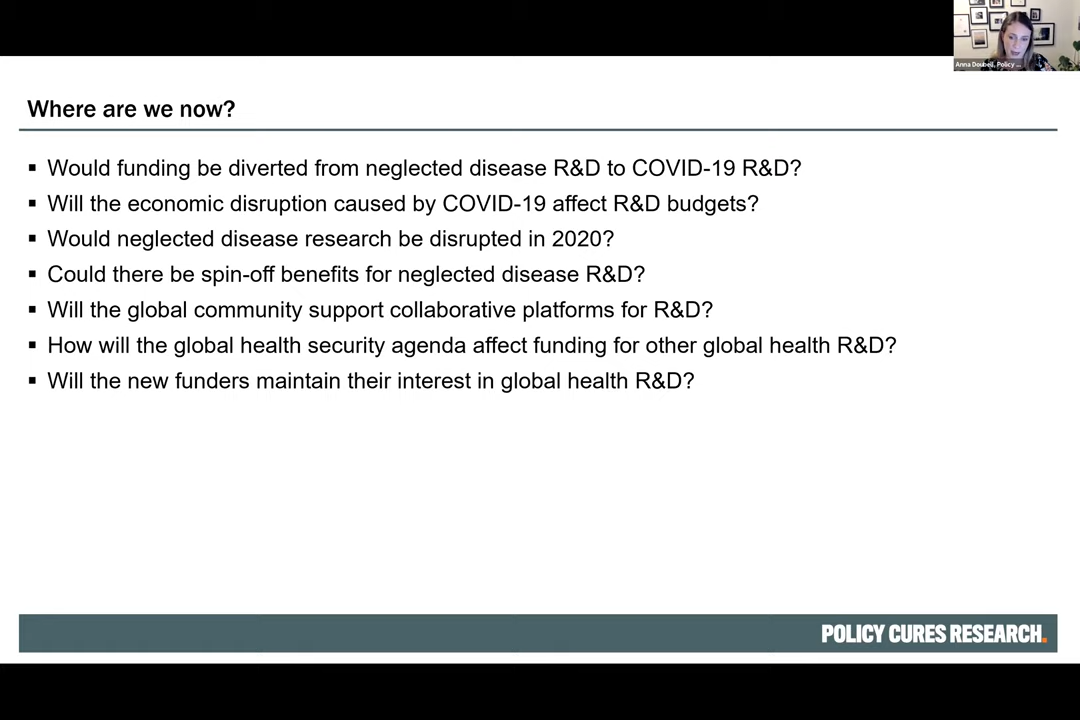 Anna Doubell, Policy ...
Where are we now?
▪ Would funding be diverted from neglected disease R&D to COVID-19 R&D?
▪ Will the economic disruption caused by COVID-19 affect R&D budgets?
▪ Would neglected disease research be disrupted in 2020?
▪ Could there be spin-off benefits for neglected disease R&D?
▪ Will the global community support collaborative platforms for R&D?
▪ How will the global health security agenda affect funding for other global health R&D?
▪ Will the new funders maintain their interest in global health R&D?
POLICY CURES RESEARCH.